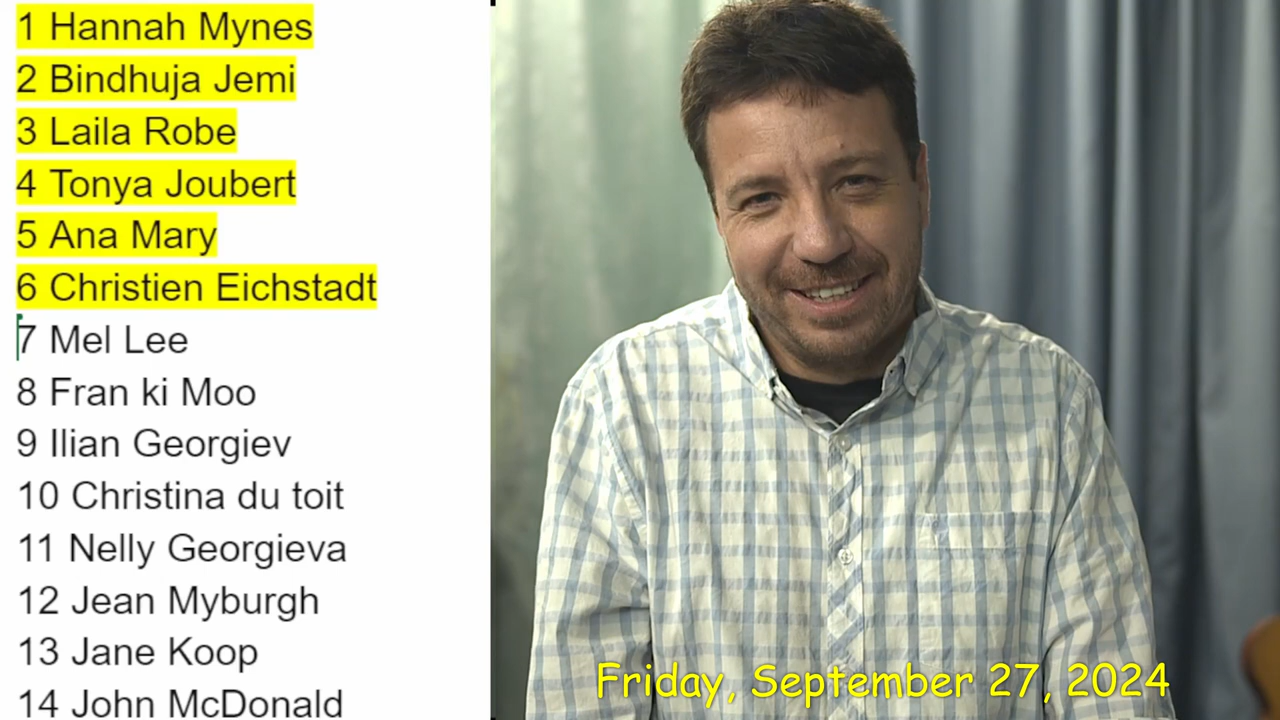 1 Hannah Mynes
2 Bindhuja Jemi
3 Laila Robe
4 Tonya Joubert
5 Ana Mary
6 Christien Eichstadt
7 Mel Lee
8 Fran ki Moo
9 Ilian Georgiev
10 Christina du toit
11 Nelly Georgieva
12 Jean Myburgh
13 Jane Koop
14 John McDonald
Friday, September 27, 2024